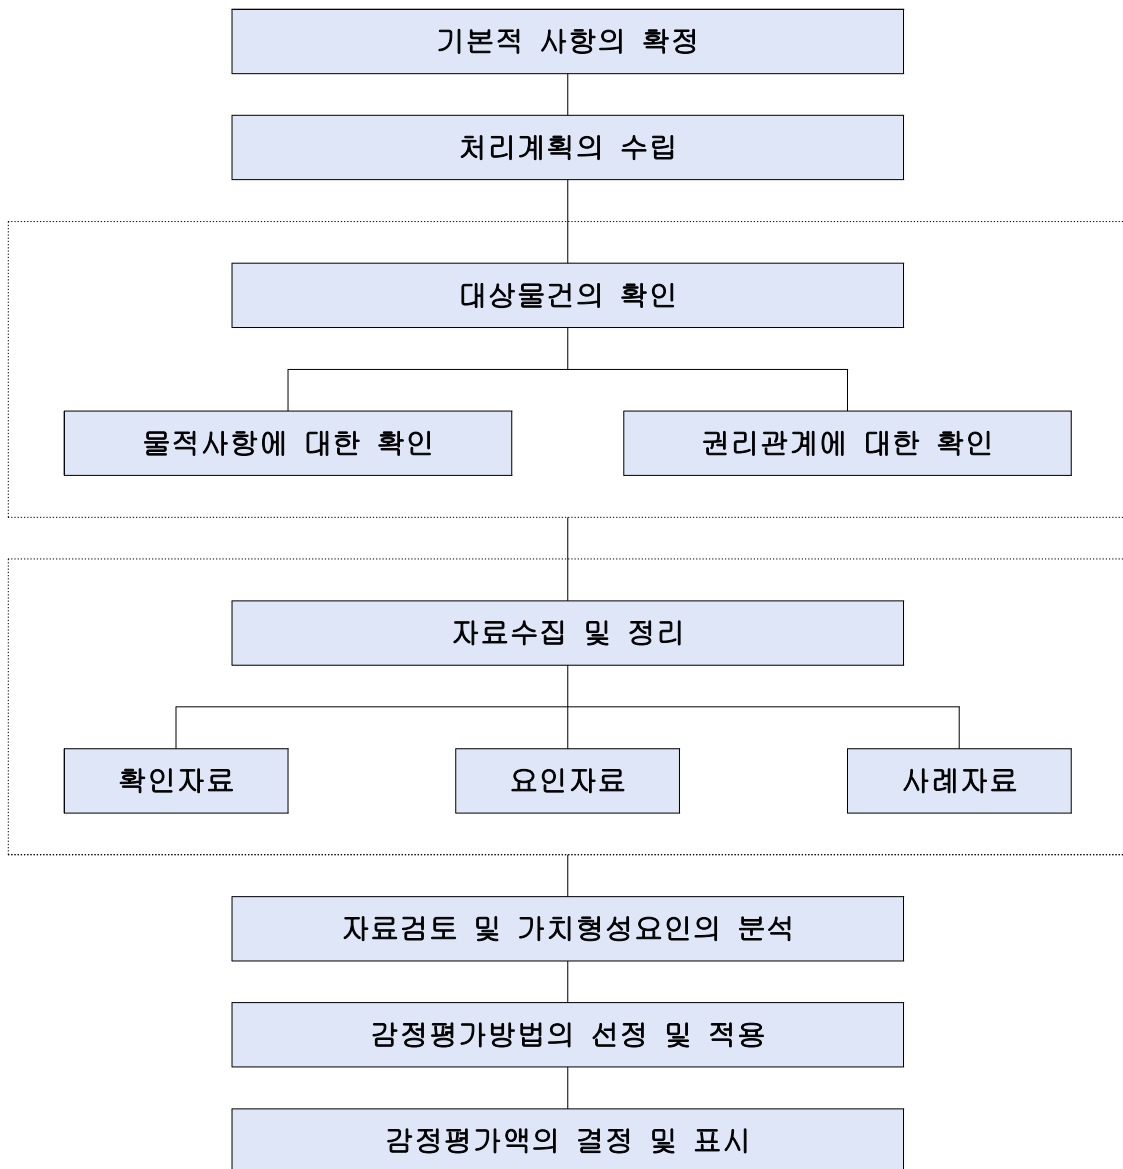 기본적 사항의 확정
처리계획의 수립
대상물건의 확인
물적사항에 대한 확인
권리관계에 대한 확인
자료수집 및 정리
확인자료
요인자료
사례자료
자료검토 및 가치형성요인의 분석
감정평가방법의 선정 및 적용
감정평가액의 결정 및 표시